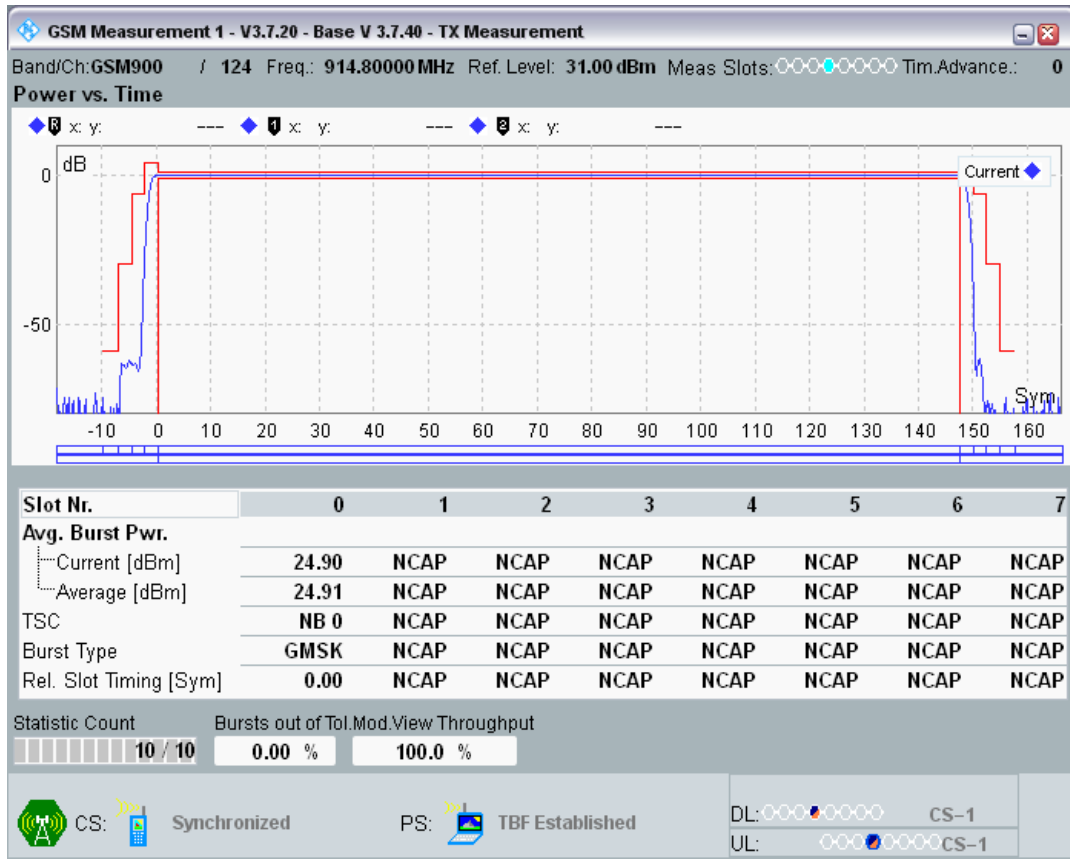 GSM Measurement 1 - V3.7.20 - Base V 3.7.40 - TX Measurement
Band/Ch:GSM900 / 124 Freq.: 914.80000 MHz Ref. Level: 31.00 dBm Meas Slots: Tim.Advance.: 0
Power vs. Time
R x: y: --- 1 x: y: --- 2 x: y: ---
dB
Current
0
-50
Sym
-10 0 10 20 30 40 50 60 70 80 90 100 110 120 130 140 150 160
Slot Nr. 0 1 2 3 4 5 6 7
Avg. Burst Pwr.
Current [dBm] 24.90 NCAP NCAP NCAP NCAP NCAP NCAP NCAP
Average [dBm] 24.91 NCAP NCAP NCAP NCAP NCAP NCAP NCAP
TSC NB 0 NCAP NCAP NCAP NCAP NCAP NCAP NCAP
Burst Type GMSK NCAP NCAP NCAP NCAP NCAP NCAP NCAP
Rel. Slot Timing [Sym] 0.00 NCAP NCAP NCAP NCAP NCAP NCAP NCAP
Statistic Count Bursts out of Tol.Mod.View Throughput
10 / 10 0.00 % 100.0 %
CS: Synchronized PS: TBF Established
DL: CS-1
UL: CS-1